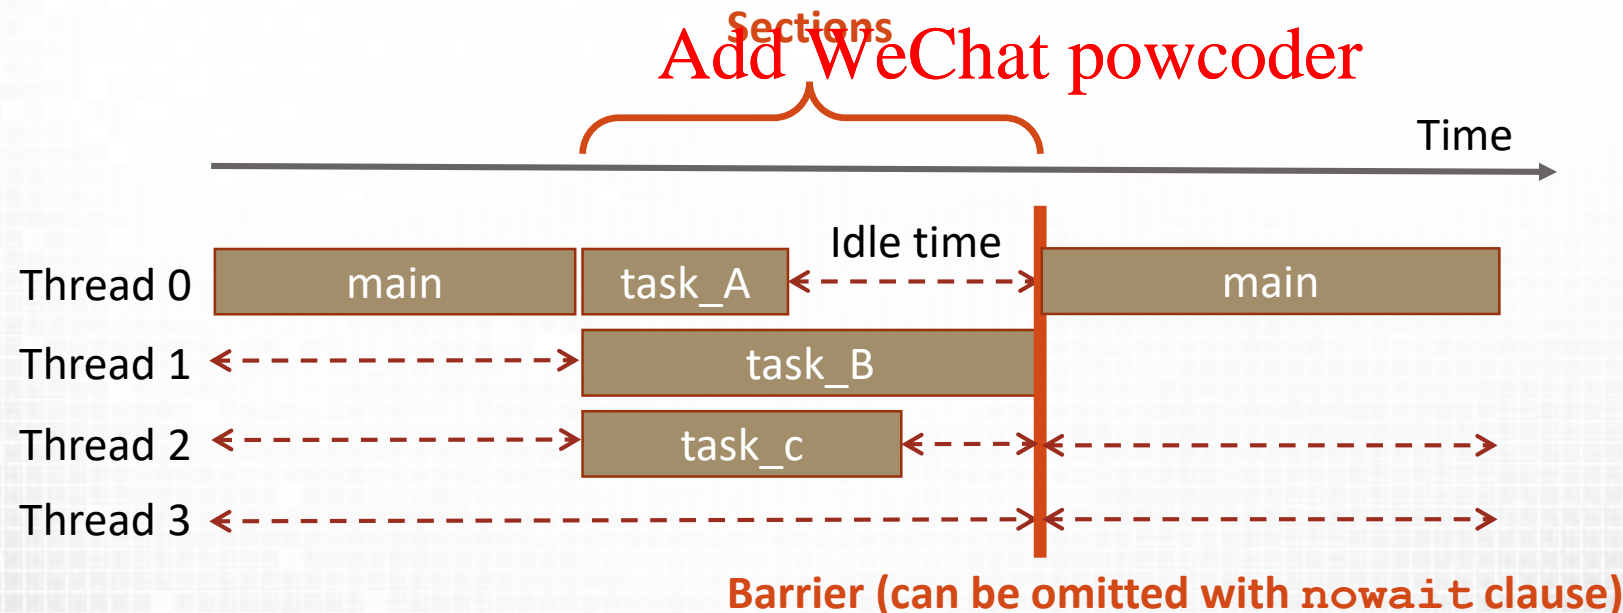 Sections
Add WeChat powcoder
Time
Idle time
Thread 0 main task_A main
Thread 1 task_B
Thread 2 task_c
Thread 3
Barrier (can be omitted with nowait clause)